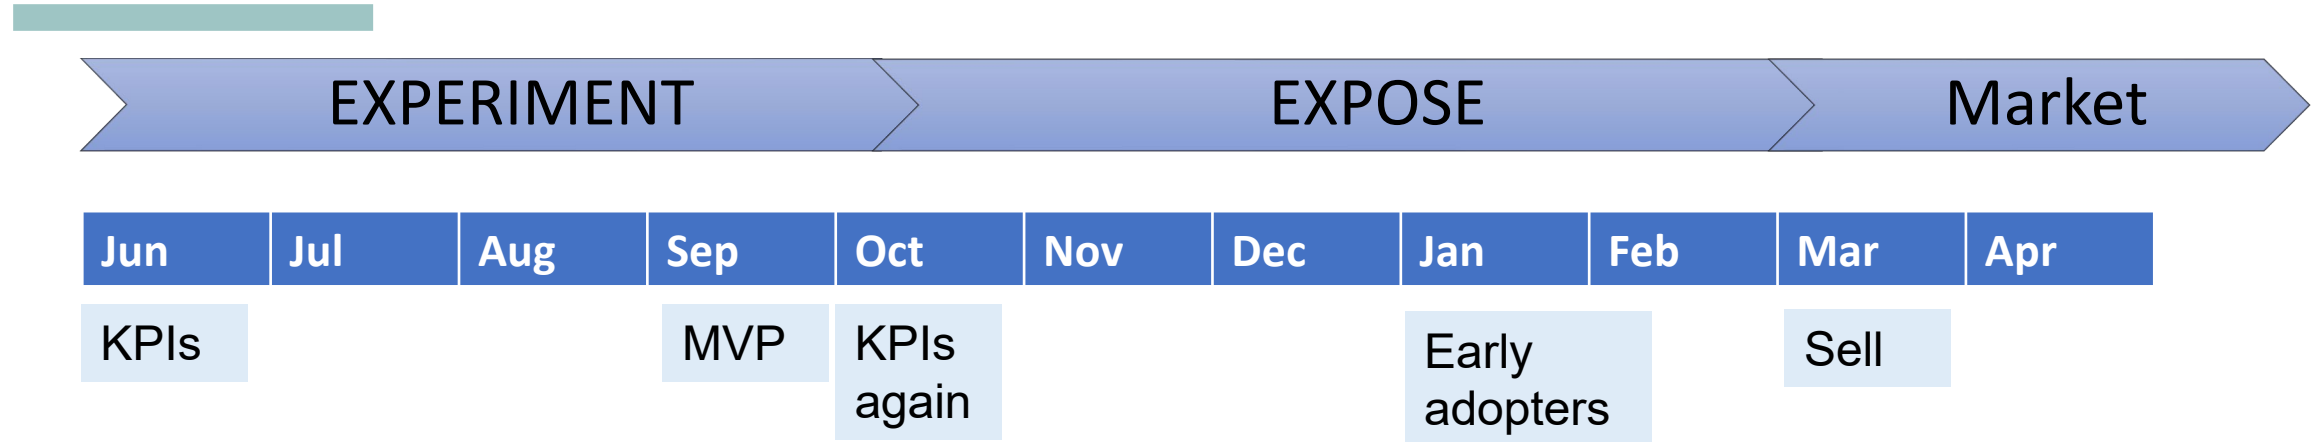 EXPERIMENT EXPOSE Market
Jun Jul Aug Sep Oct Nov Dec Jan Feb Mar Apr
KPIs
MVP
KPIs
again
Early
adopters
Sell